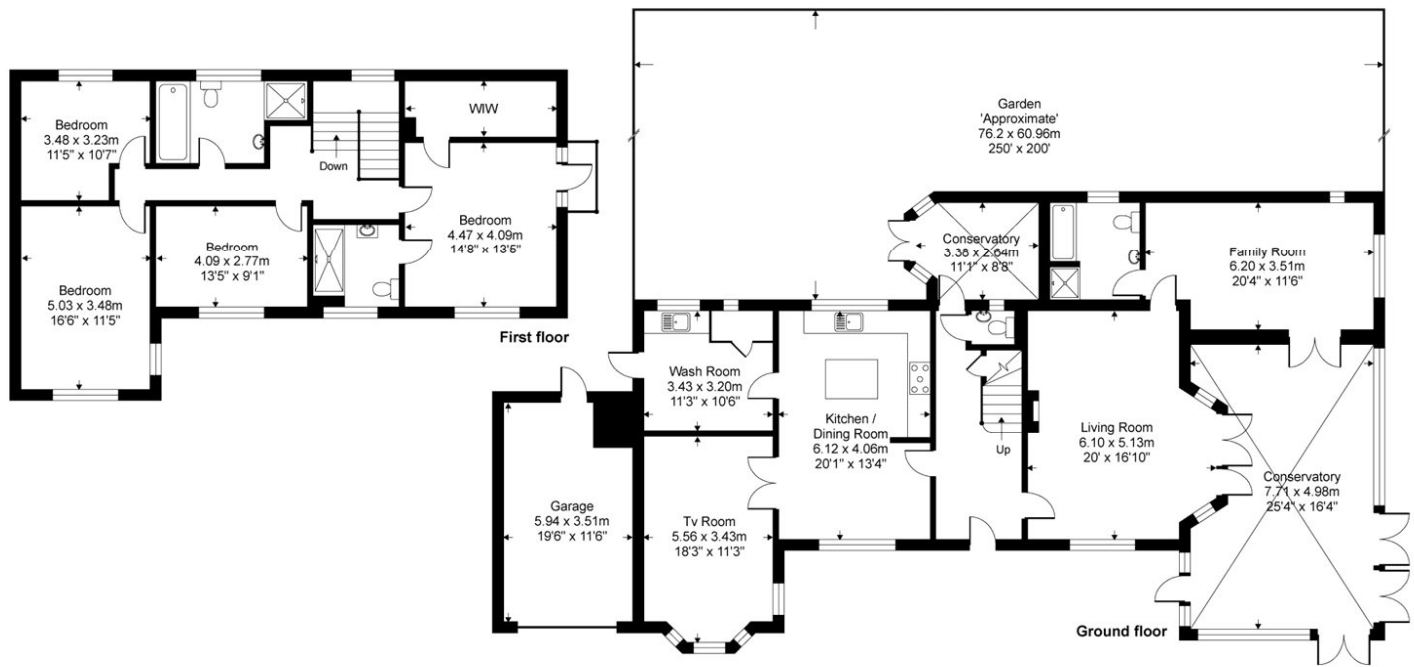 Bedroom
3.48 x 3.23m
11'5" x 10'7"
WIW
Down
Bedroom
4.47 x 4.09m
14'8" x 13'5"
Bedroom
4.09 x 2.77m
13'5" x 9'1"
Bedroom
5.03 x 3.48m
16'6" x 11'5"
First floor
Garden
'Approximate'
76.2 x 60.96m
250' x 200'
Conservatory
3.38 x 2.64m
11'1" x 8'8"
Family Room
6.20 x 3.51m
20'4" x 11'6"
Wash Room
3.43 x 3.20m
11'3" x 10'6"
Kitchen /
Dining Room
6.12 x 4.06m
20'1" x 13'4"
Up
Living Room
6.10 x 5.13m
20' x 16'10"
Conservatory
7.71 x 4.98m
25'4" x 16'4"
Garage
5.94 x 3.51m
19'6" x 11'6"
Tv Room
5.56 x 3.43m
18'3" x 11'3"
Ground floor